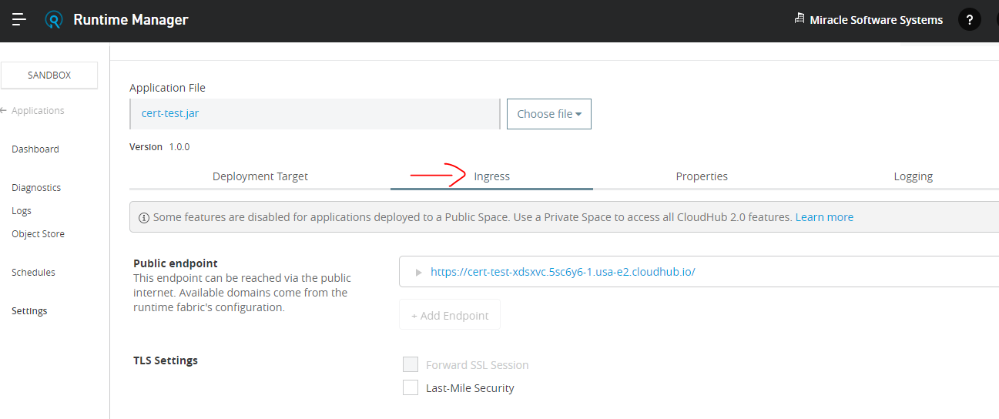 Runtime Manager
Miracle Software Systems
?
SANDBOX
← Applications
Dashboard
Diagnostics
Logs
Object Store
Schedules
Settings
Application File
cert-test.jar
Choose file
Version 1.0.0
Deployment Target
Ingress
Properties
Logging
Some features are disabled for applications deployed to a Public Space. Use a Private Space to access all CloudHub 2.0 features. Learn more
Public endpoint
This endpoint can be reached via the public
internet. Available domains come from the
runtime fabric's configuration.
https://cert-test-xdsxvc.5sc6y6-1.usa-e2.cloudhub.io/
+ Add Endpoint
TLS Settings
Forward SSL Session
Last-Mile Security